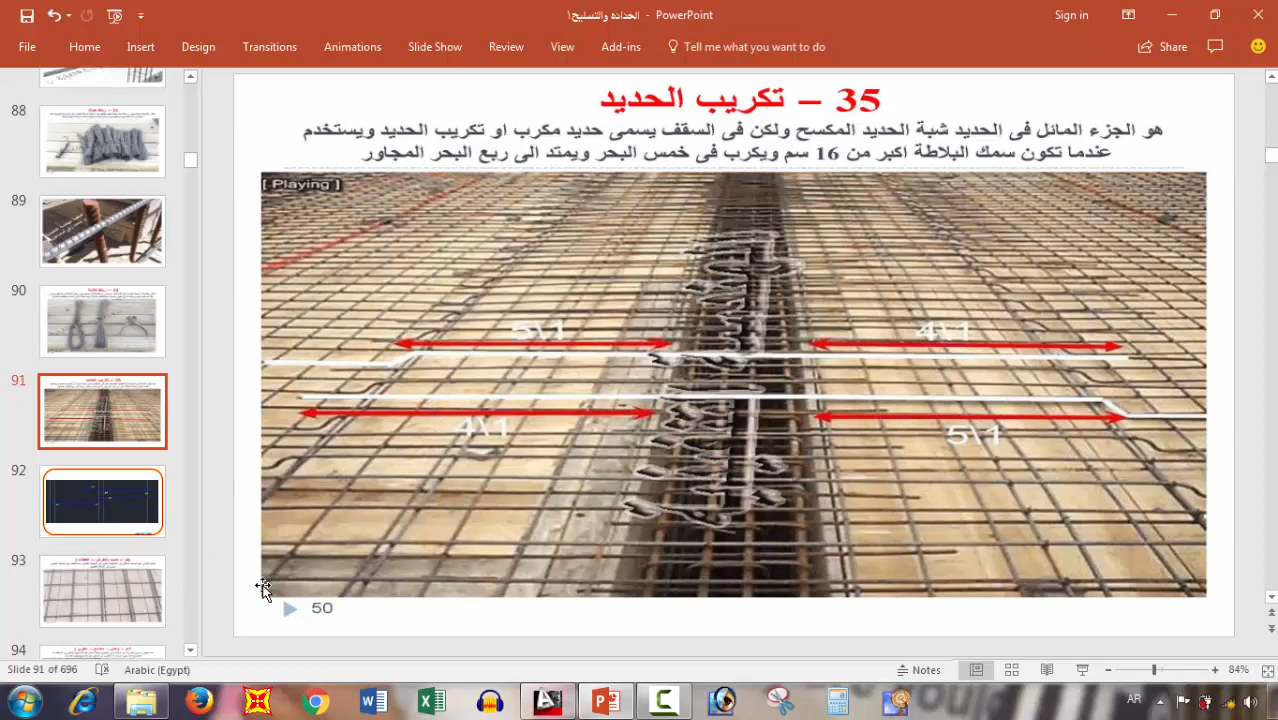 الحداده والتسليح١ - PowerPoint
Sign in
File Home Insert Design Transitions Animations Slide Show Review View Add-ins Tell me what you want to do Share
88
89
90
91
92
93
94
35 – تكريب الحديد
هو الجزء المائل فى الحديد شبة الحديد المكسح ولكن فى السقف يسمى حديد مكرب او تكريب الحديد ويستخدم
عندما تكون سمك البلاطة اكبر من 16 سم ويكرب فى خمس البحر ويمتد الى ربع البحر المجاور
[ Playing ]
5\1
4\1
4\1
5\1
50
Slide 91 of 696 Arabic (Egypt) Notes 84%
AR